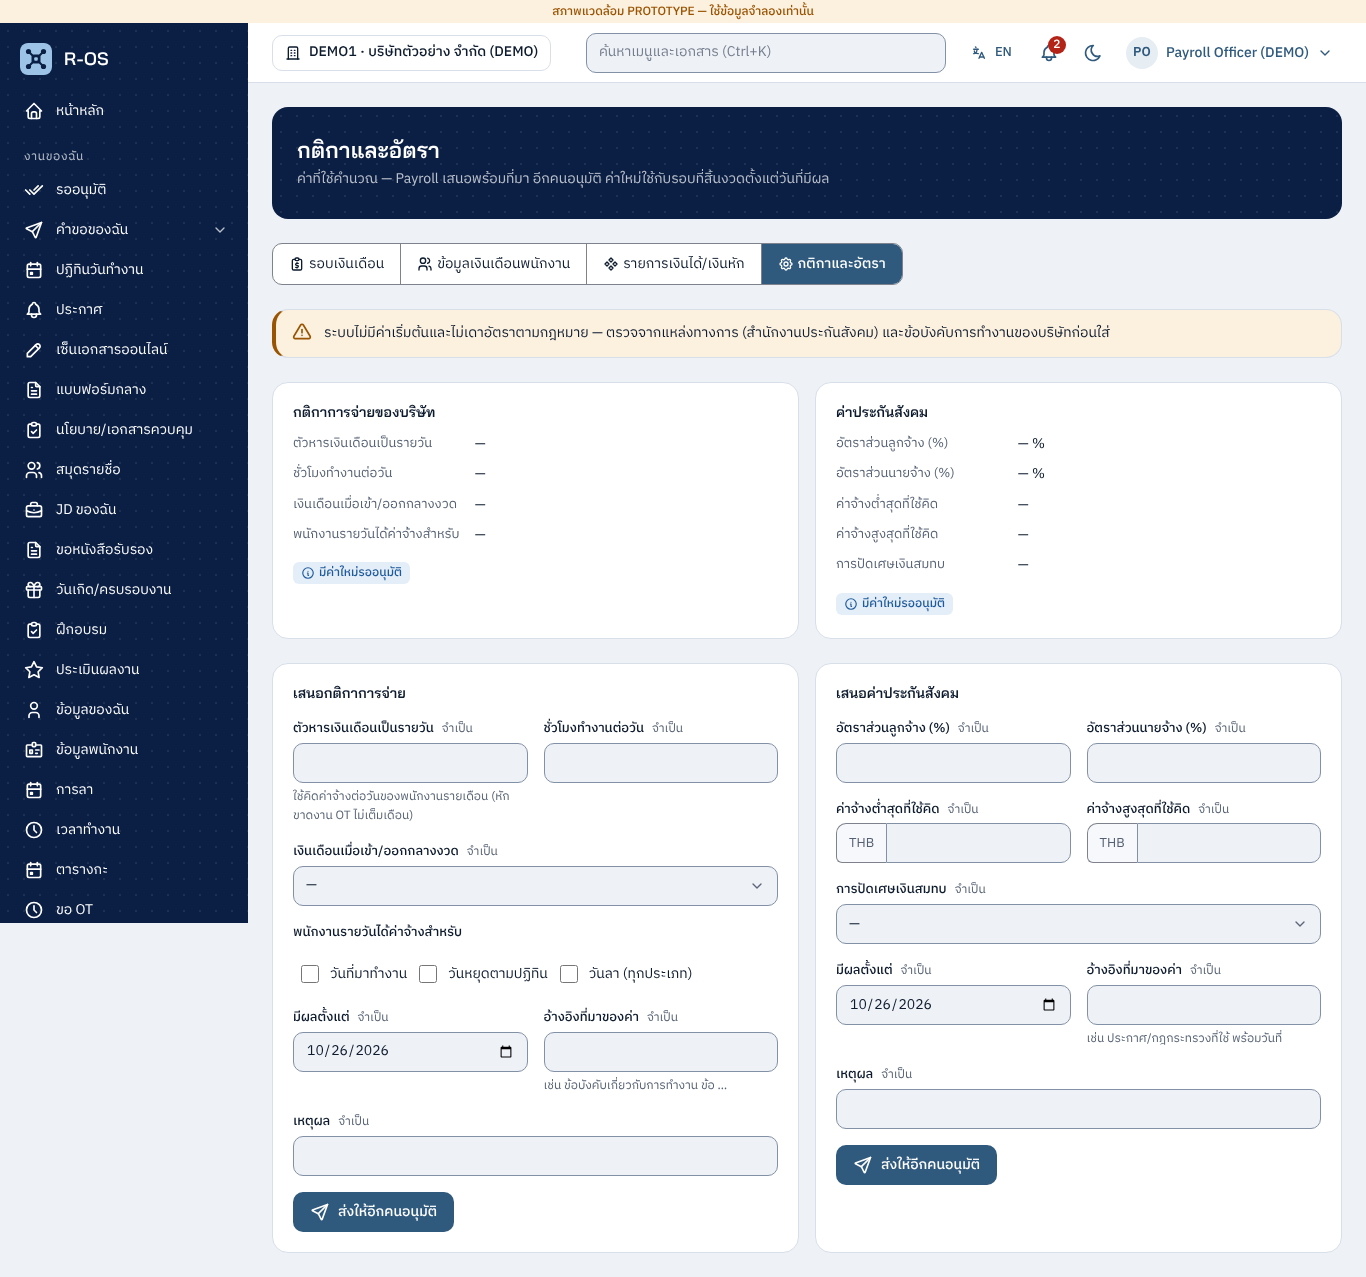 สภาพแวดล้อม PROTOTYPE — ใช้ข้อมูลจำลองเท่านั้น
R-OS
หน้าหลัก
งานของฉัน
รออนุมัติ
คำขอของฉัน
ปฏิทินวันทำงาน
ประกาศ
เซ็นเอกสารออนไลน์
แบบฟอร์มกลาง
นโยบาย/เอกสารควบคุม
สมุดรายชื่อ
JD ของฉัน
ขอหนังสือรับรอง
วันเกิด/ครบรอบงาน
ฝึกอบรม
ประเมินผลงาน
ข้อมูลของฉัน
ข้อมูลพนักงาน
การลา
เวลาทำงาน
ตารางกะ
ขอ OT
DEMO1 · บริษัทตัวอย่าง จำกัด (DEMO)
ค้นหาเมนูและเอกสาร (Ctrl+K)
EN
2
PO
Payroll Officer (DEMO)
กติกาและอัตรา
ค่าที่ใช้คำนวณ — Payroll เสนอพร้อมที่มา อีกคนอนุมัติ ค่าใหม่ใช้กับรอบที่สิ้นงวดตั้งแต่วันที่มีผล
รอบเงินเดือน
ข้อมูลเงินเดือนพนักงาน
รายการเงินได้/เงินหัก
กติกาและอัตรา
ระบบไม่มีค่าเริ่มต้นและไม่เดาอัตราตามกฎหมาย — ตรวจจากแหล่งทางการ (สำนักงานประกันสังคม) และข้อบังคับการทำงานของบริษัทก่อนใส่
กติกาการจ่ายของบริษัท
ตัวหารเงินเดือนเป็นรายวัน —
ชั่วโมงทำงานต่อวัน —
เงินเดือนเมื่อเข้า/ออกกลางงวด —
พนักงานรายวันได้ค่าจ้างสำหรับ —
มีค่าใหม่รออนุมัติ
ค่าประกันสังคม
อัตราส่วนลูกจ้าง (%) — %
อัตราส่วนนายจ้าง (%) — %
ค่าจ้างต่ำสุดที่ใช้คิด —
ค่าจ้างสูงสุดที่ใช้คิด —
การปัดเศษเงินสมทบ —
มีค่าใหม่รออนุมัติ
เสนอกติกาการจ่าย
ตัวหารเงินเดือนเป็นรายวัน จำเป็น
ชั่วโมงทำงานต่อวัน จำเป็น
ใช้คิดค่าจ้างต่อวันของพนักงานรายเดือน (หัก
ขาดงาน OT ไม่เต็มเดือน)
เงินเดือนเมื่อเข้า/ออกกลางงวด จำเป็น
—
พนักงานรายวันได้ค่าจ้างสำหรับ
วันที่มาทำงาน
วันหยุดตามปฏิทิน
วันลา (ทุกประเภท)
มีผลตั้งแต่ จำเป็น
อ้างอิงที่มาของค่า จำเป็น
10/26/2026
เช่น ข้อบังคับเกี่ยวกับการทำงาน ข้อ ...
เหตุผล จำเป็น
ส่งให้อีกคนอนุมัติ
เสนอค่าประกันสังคม
อัตราส่วนลูกจ้าง (%) จำเป็น
อัตราส่วนนายจ้าง (%) จำเป็น
ค่าจ้างต่ำสุดที่ใช้คิด จำเป็น
ค่าจ้างสูงสุดที่ใช้คิด จำเป็น
THB
THB
การปัดเศษเงินสมทบ จำเป็น
—
มีผลตั้งแต่ จำเป็น
อ้างอิงที่มาของค่า จำเป็น
10/26/2026
เช่น ประกาศ/กฎกระทรวงที่ใช้ พร้อมวันที่
เหตุผล จำเป็น
ส่งให้อีกคนอนุมัติ